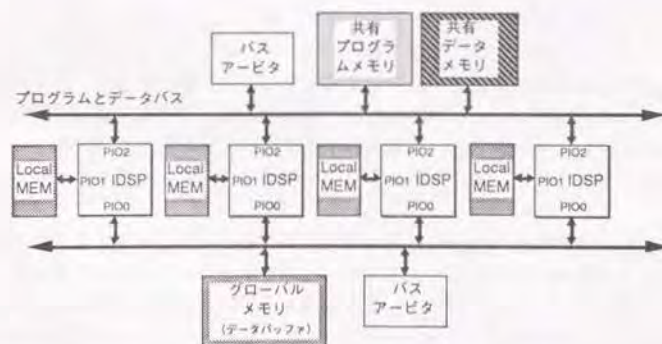 バス
アービタ
共有
プログラ
ムメモリ
共有
データ
メモリ
プログラムとデータバス
Local
MEM
PIO2
PIO1 IDSP
PIO0
Local
MEM
PIO2
PIO1 IDSP
PIO0
Local
MEM
PIO2
PIO1 IDSP
PIO0
Local
MEM
PIO2
PIO1 IDSP
PIO0
グローバル
メモリ
(データバッファ)
バス
アービタ